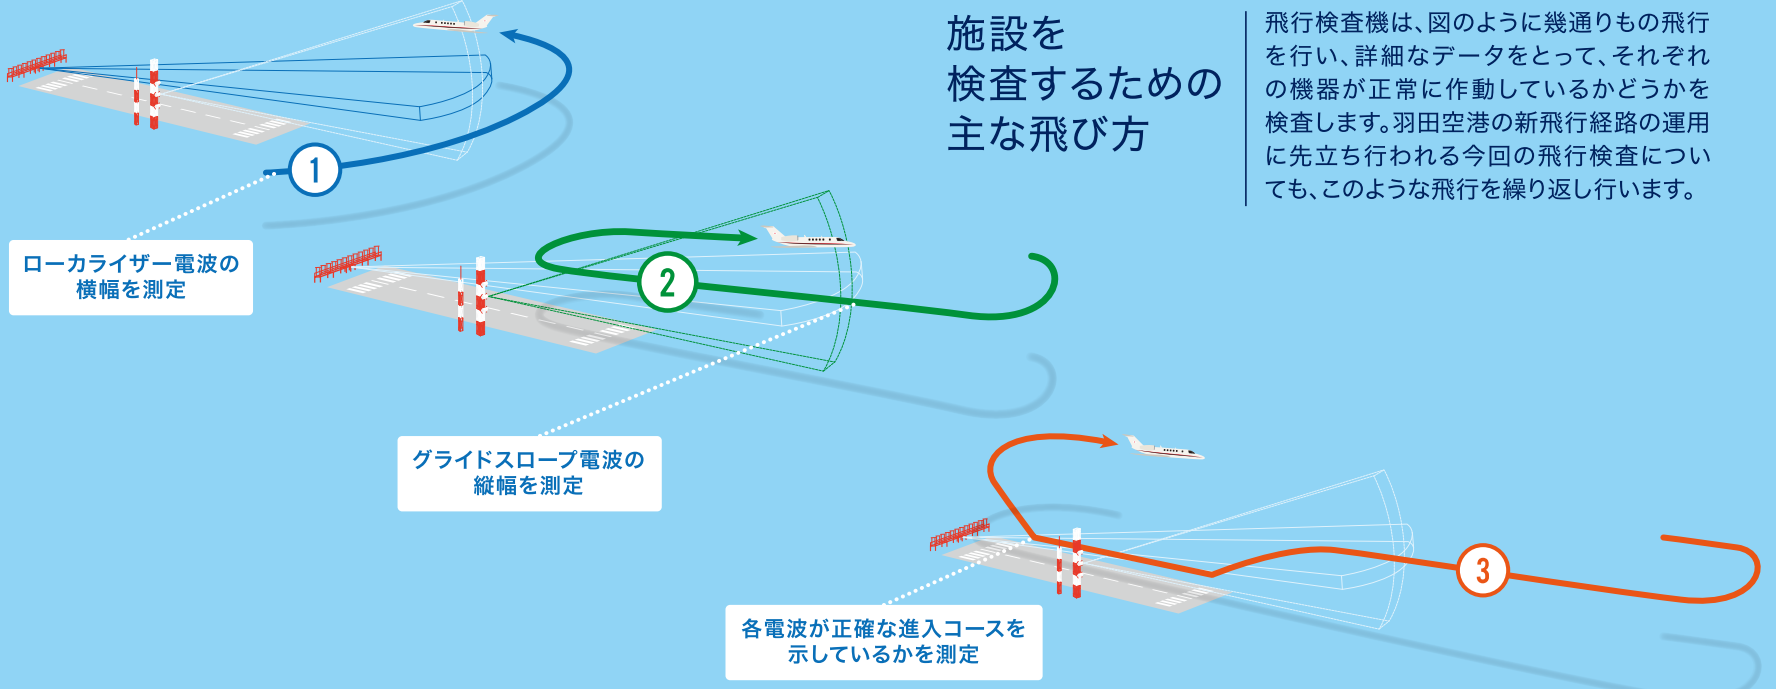 施設を
検査するための
主な飛び方
飛行検査機は、図のように幾通りもの飛行
を行い、詳細なデータをとって、それぞれ
の機器が正常に作動しているかどうかを
検査します。羽田空港の新飛行経路の運用
に先立ち行われる今回の飛行検査につい
ても、このような飛行を繰り返し行います。
1
ローカライザー電波の
横幅を測定
2
グライドスロープ電波の
縦幅を測定
3
各電波が正確な進入コースを
示しているかを測定